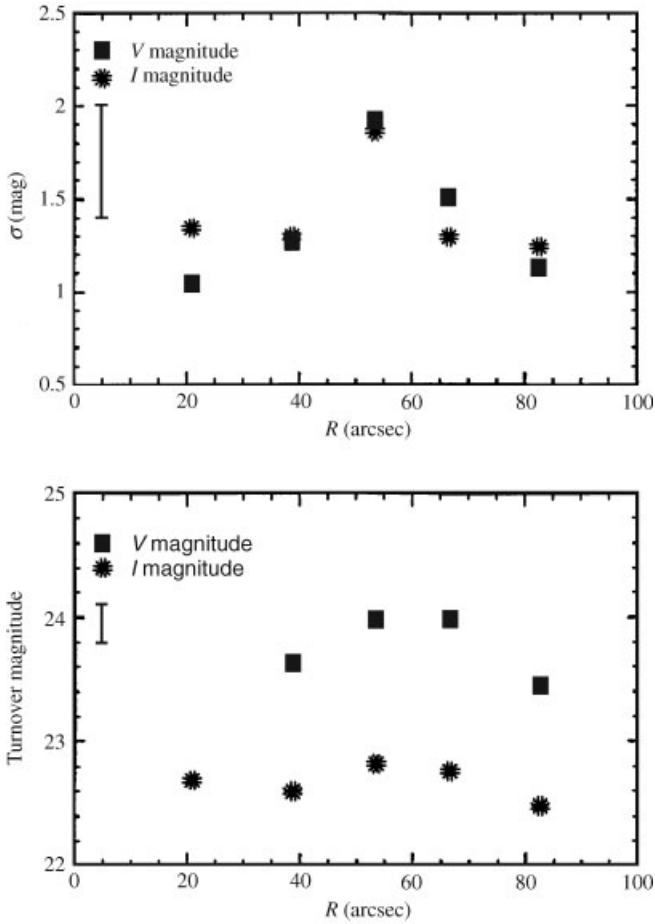 2.5
V magnitude
I magnitude
2
σ (mag)
1.5
1
0.5
0 20 40 60 80 100
R (arcsec)
25
V magnitude
I magnitude
24
Turnover magnitude
23
22
0 20 40 60 80 100
R (arcsec)